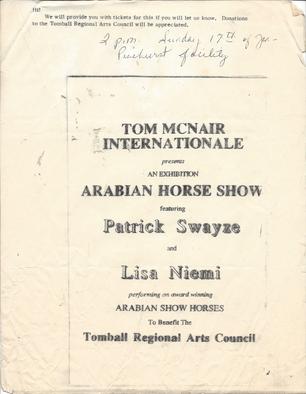 We will provide you with tickets for this if you will let us know. Donations
to the Tomball Regional Arts Council will be appreciated.
2 p.m. Sunday 17th of Jan-
Pinehurst facility
TOM MCNAIR
INTERNATIONALE
presents
AN EXHIBITION
ARABIAN HORSE SHOW
featuring
Patrick Swayze
and
Lisa Niemi
performing on award winning
ARABIAN SHOW HORSES
To Benefit The
Tomball Regional Arts Council